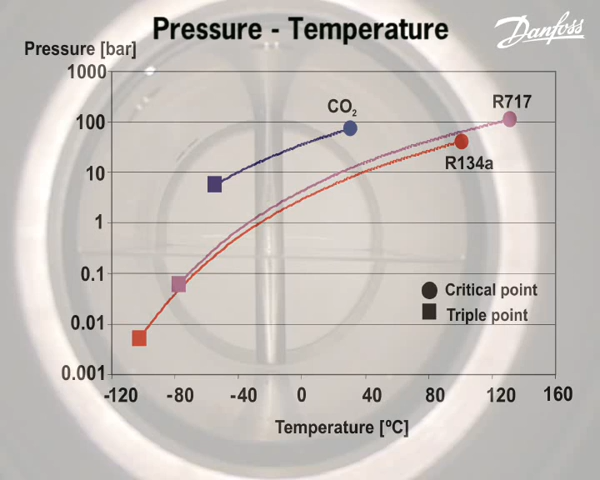 Pressure - Temperature
Danfoss
Pressure [bar]
1000
100
10
1
0.1
0.01
0.001
CO2
R717
R134a
Critical point
Triple point
-120 -80 -40 0 40 80 120 160
Temperature [ºC]